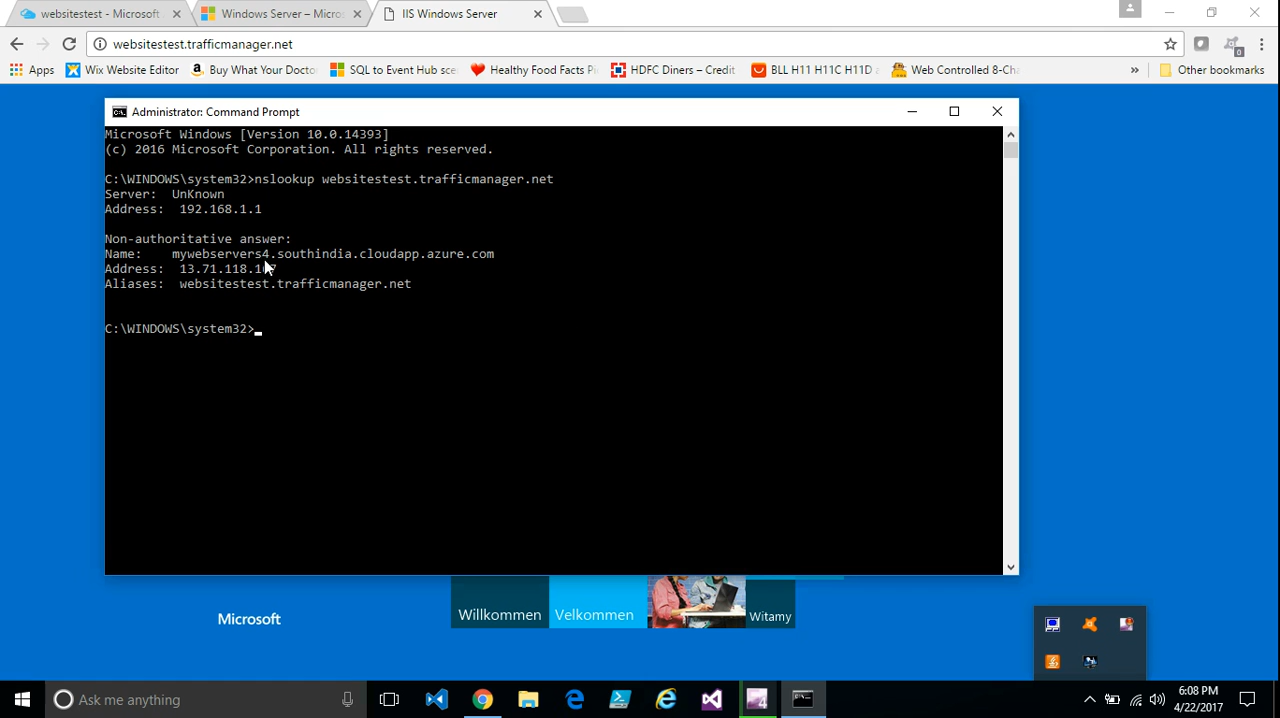 websitestest - Microsoft
Windows Server – Micro
IIS Windows Server
websitestest.trafficmanager.net
Apps
Wix Website Editor
Buy What Your Docto
SQL to Event Hub sce
Healthy Food Facts Pi
HDFC Diners – Credit
BLL H11 H11C H11D
Web Controlled 8-Cha
»
Other bookmarks
Administrator: Command Prompt
Microsoft Windows [Version 10.0.14393]
(c) 2016 Microsoft Corporation. All rights reserved.
C:\WINDOWS\system32>nslookup websitestest.trafficmanager.net
Server:  UnKnown
Address:  192.168.1.1
Non-authoritative answer:
Name:    mywebservers4.southindia.cloudapp.azure.com
Address:
Aliases:  websitestest.trafficmanager.net
C:\WINDOWS\system32>
Microsoft
Willkommen
Velkommen
Witamy
Ask me anything
6:08 PM
4/22/2017